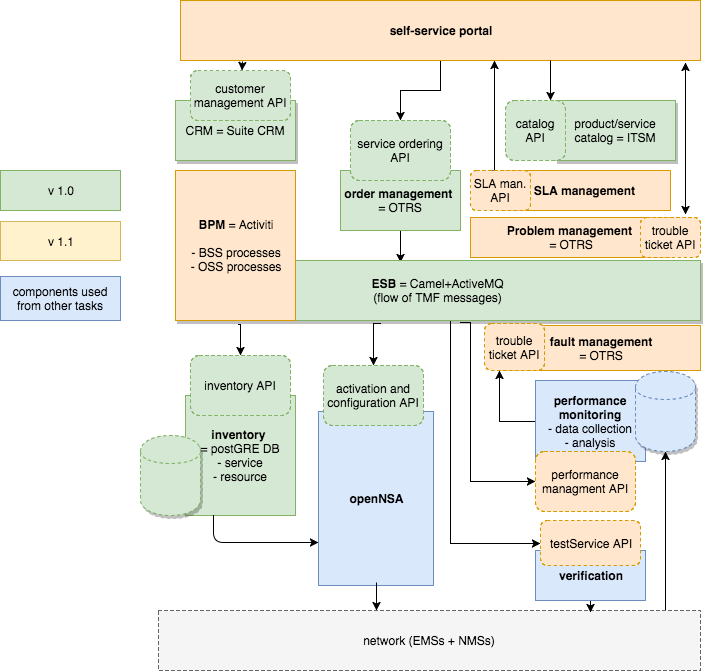 self-service portal
customer
management API
CRM = Suite CRM
service ordering
API
order management
= OTRS
catalog
API
product/service
catalog = ITSM
SLA man.
API
SLA management
Problem management
= OTRS
trouble
ticket API
v 1.0
v 1.1
components used
from other tasks
BPM = Activiti
- BSS processes
- OSS processes
ESB = Camel+ActiveMQ
(flow of TMF messages)
trouble
ticket API
fault management
= OTRS
inventory API
inventory
= postGRE DB
- service
- resource
activation and
configuration API
openNSA
performance
monitoring
- data collection
- analysis
performance
managment API
testService API
verification
network (EMSs + NMSs)